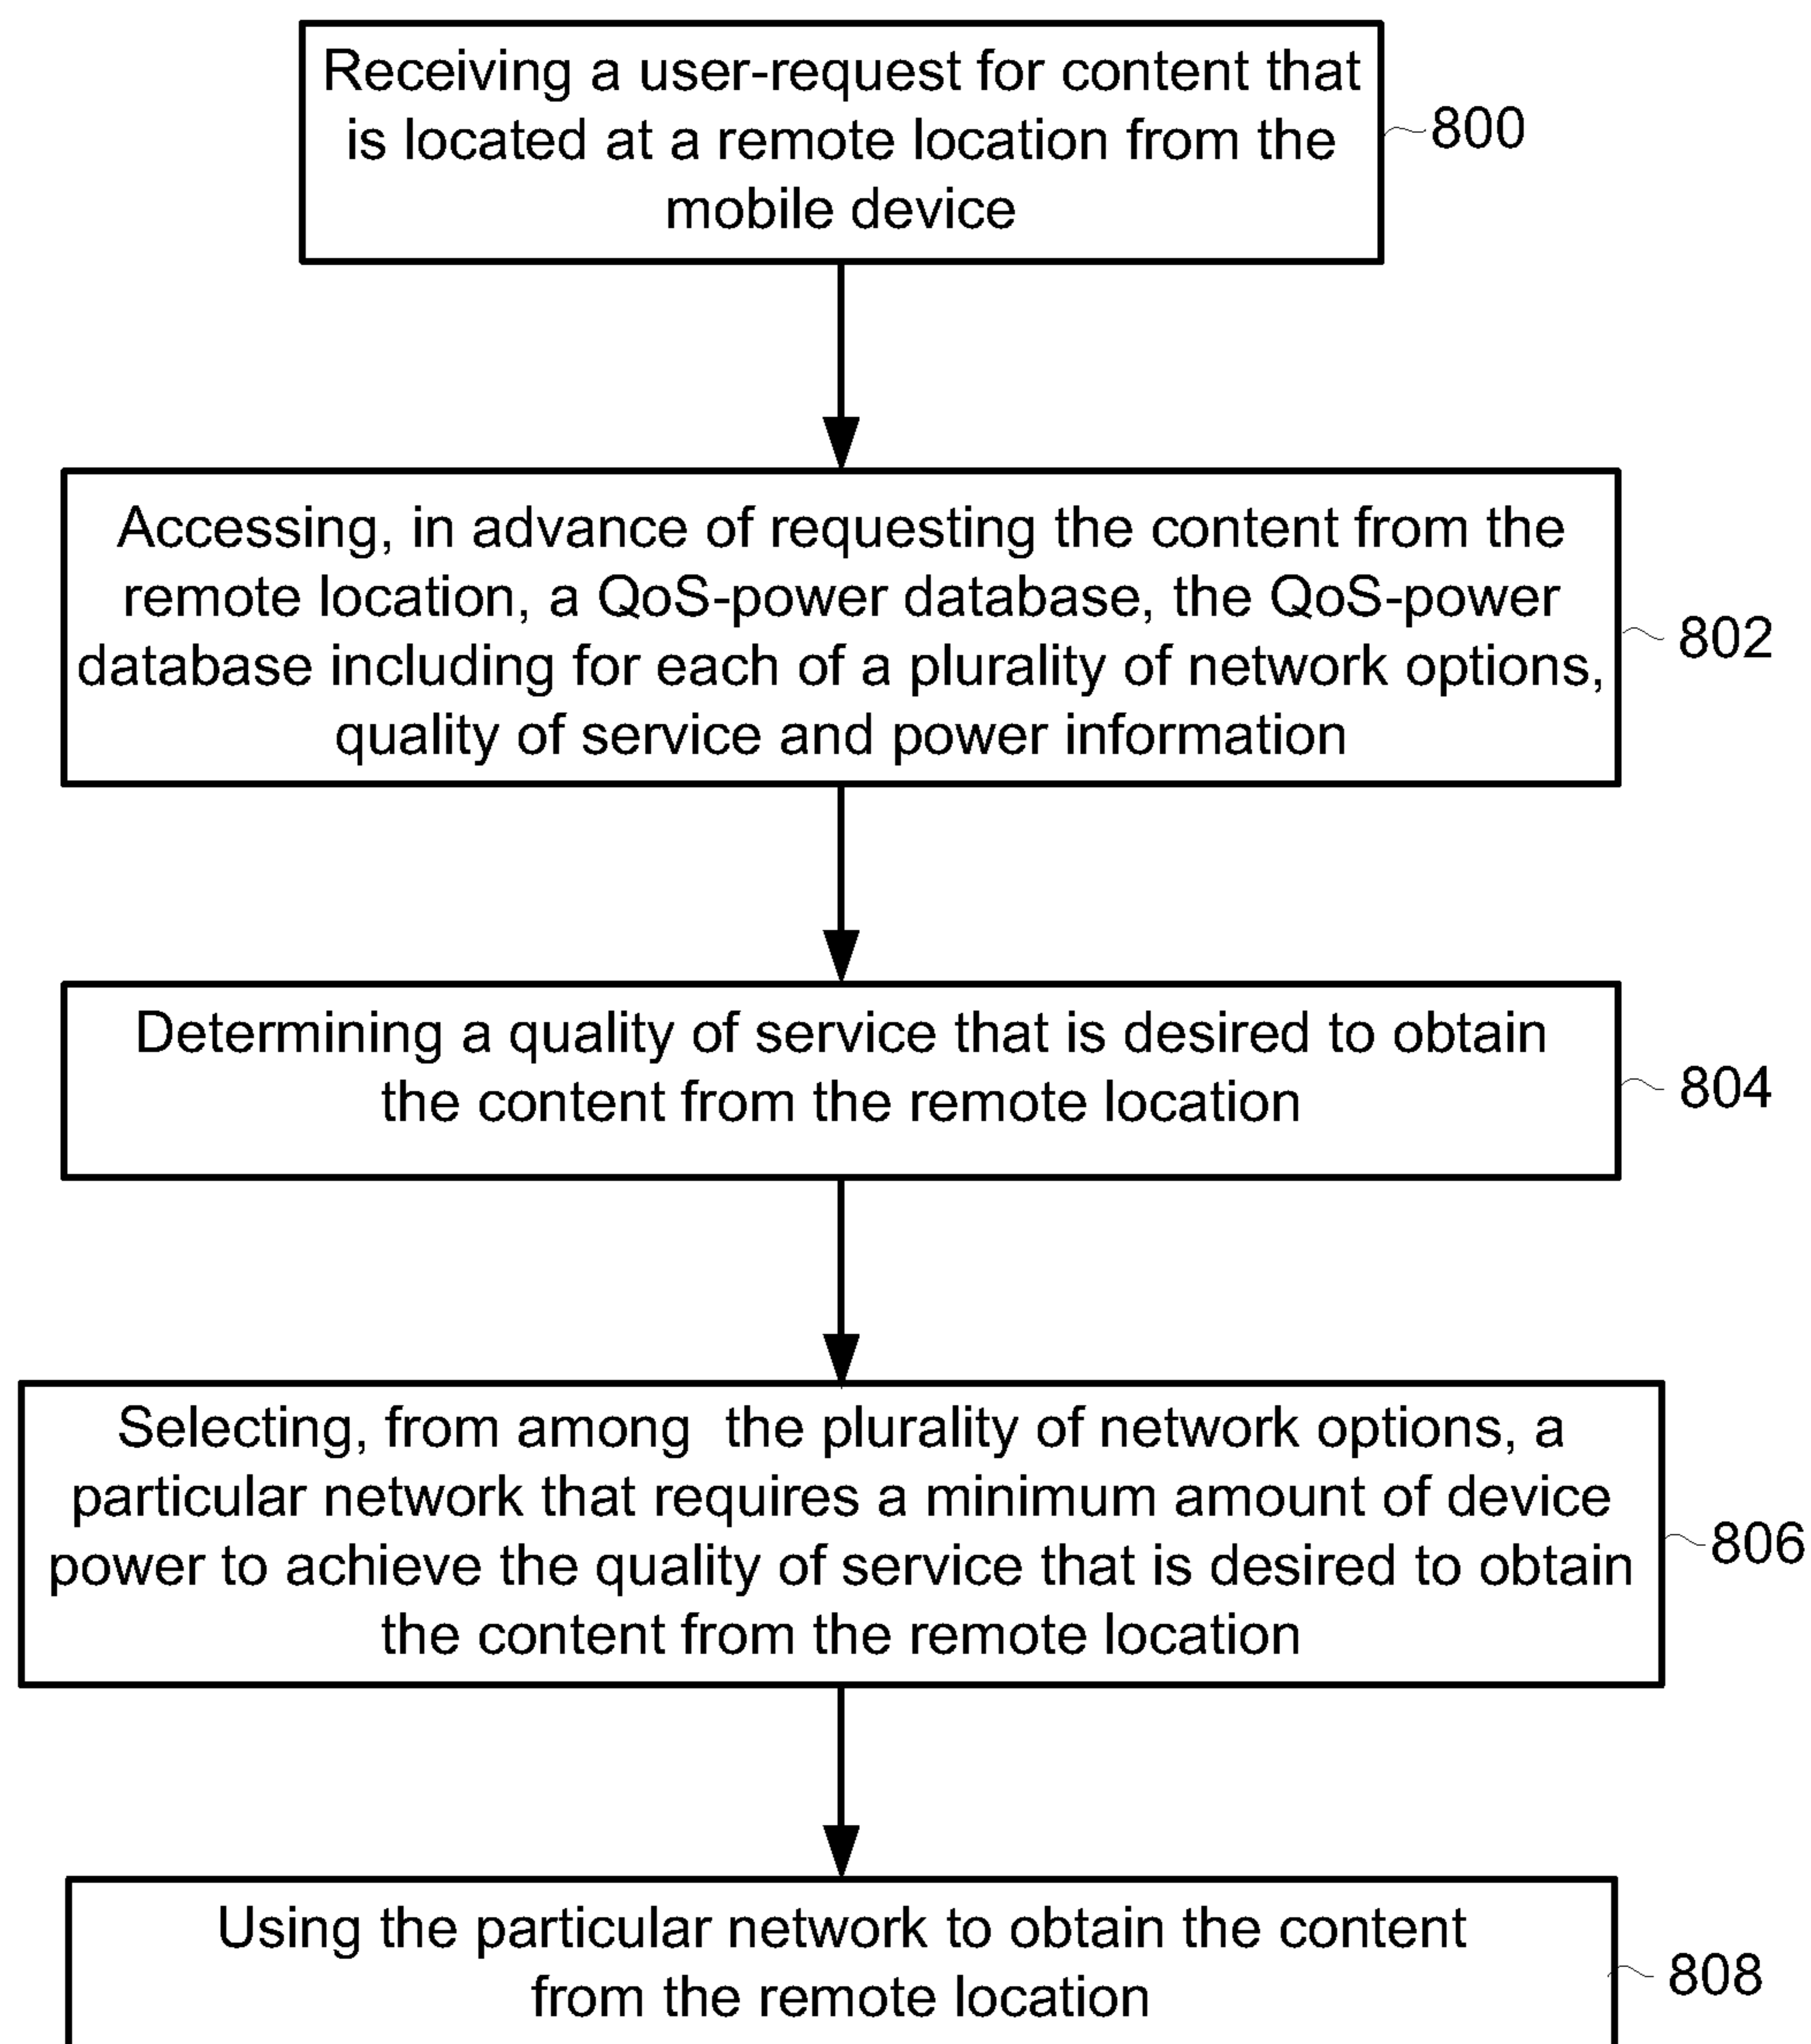 Receiving a user-request for content that
is located at a remote location from the
mobile device
800
Accessing, in advance of requesting the content from the
remote location, a QoS-power database, the QoS-power
database including for each of a plurality of network options,
quality of service and power information
802
Determining a quality of service that is desired to obtain
the content from the remote location
804
Selecting, from among  the plurality of network options, a
particular network that requires a minimum amount of device
power to achieve the quality of service that is desired to obtain
the content from the remote location
806
Using the particular network to obtain the content
from the remote location
808